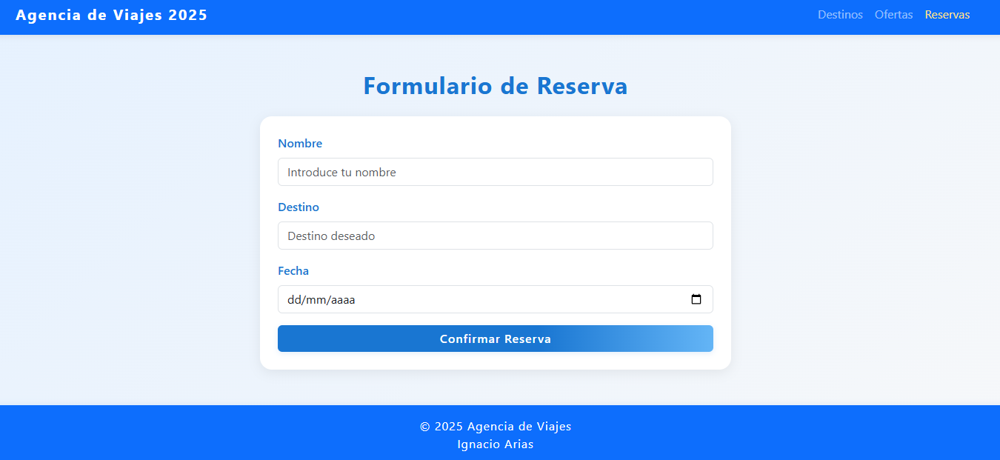 Agencia de Viajes 2025
Destinos Ofertas Reservas
Formulario de Reserva
Nombre
Introduce tu nombre
Destino
Destino deseado
Fecha
dd/mm/aaaa
Confirmar Reserva
© 2025 Agencia de Viajes
Ignacio Arias